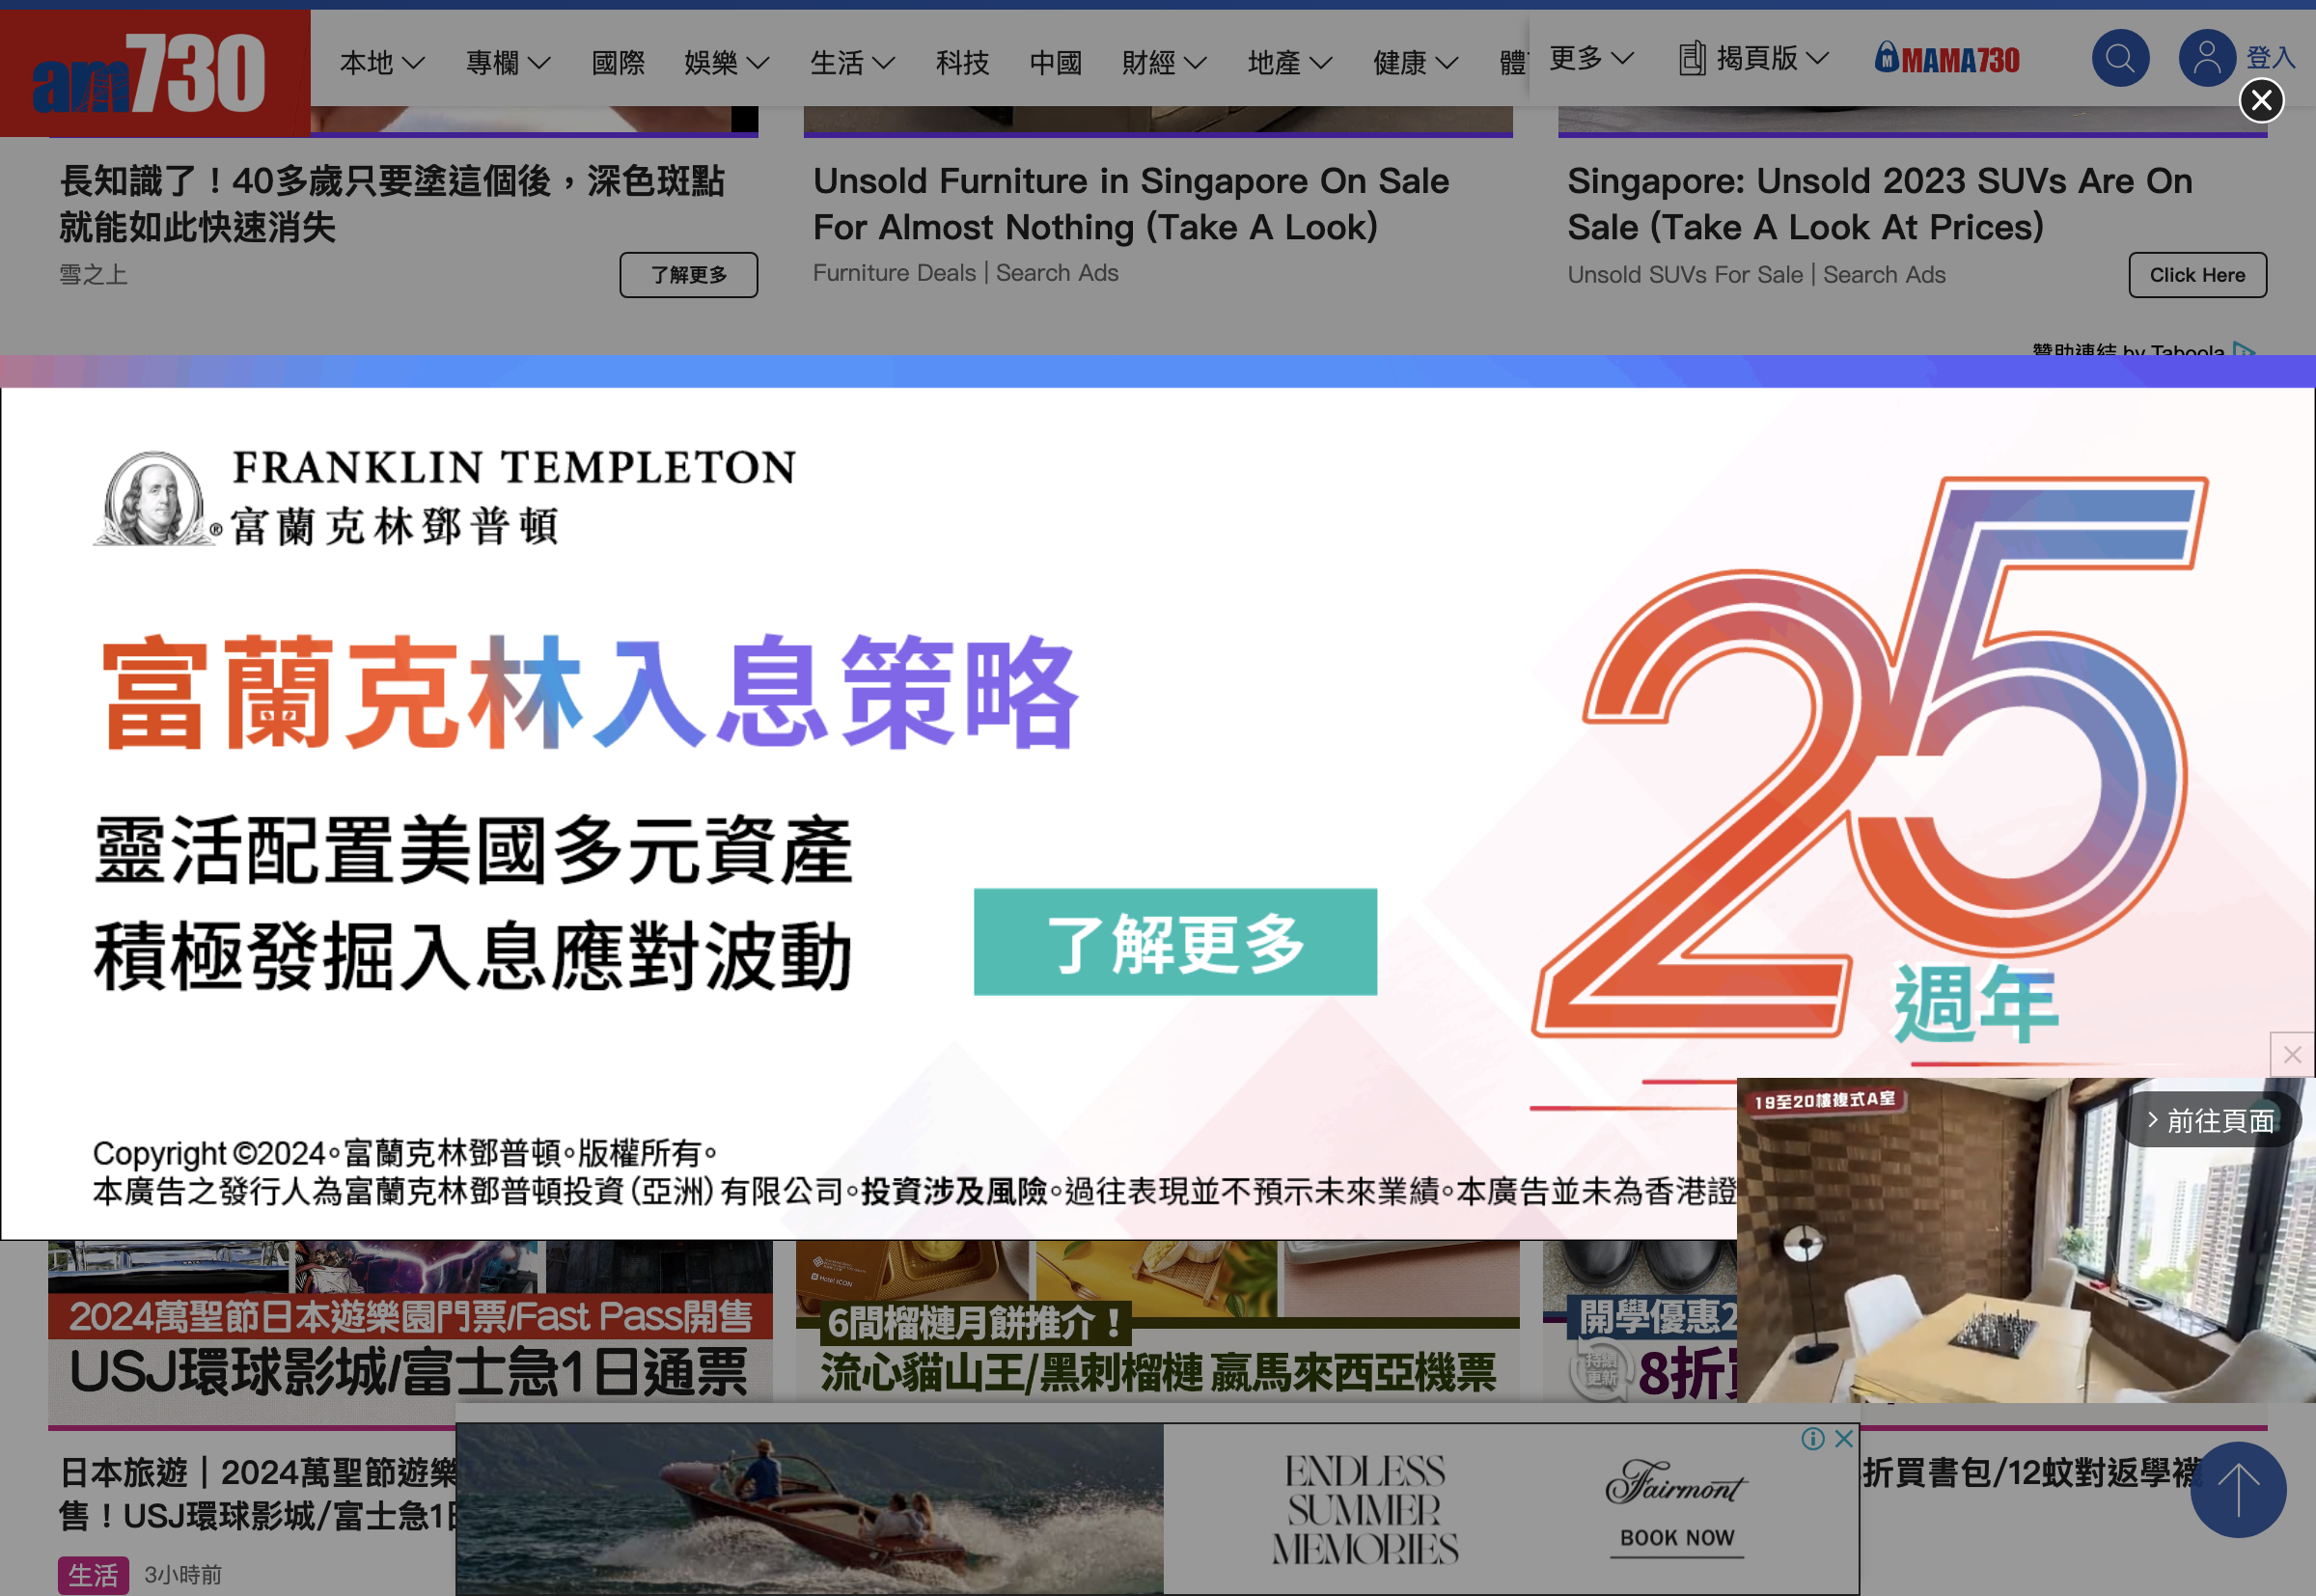 am730
本地 專欄 國際 娛樂 生活 科技 中國 財經 地產 健康 體 更多 揭頁版 MAMA730 登入
長知識了！40多歲只要塗這個後，深色斑點
就能如此快速消失
雪之上
了解更多
Unsold Furniture in Singapore On Sale
For Almost Nothing (Take A Look)
Furniture Deals | Search Ads
Singapore: Unsold 2023 SUVs Are On
Sale (Take A Look At Prices)
Unsold SUVs For Sale | Search Ads
Click Here
贊助連結 by Taboola
FRANKLIN TEMPLETON
富蘭克林鄧普頓
富蘭克林入息策略
靈活配置美國多元資產
積極發掘入息應對波動
了解更多
25
週年
Copyright ©2024。富蘭克林鄧普頓。版權所有。
本廣告之發行人為富蘭克林鄧普頓投資（亞洲）有限公司。投資涉及風險。過往表現並不預示未來業績。本廣告並未為香港證
19至20樓複式A室
前往頁面
2024萬聖節日本遊樂園門票/Fast Pass開售
USJ環球影城/富士急1日通票
Hotel ICON
6間榴槤月餅推介！
流心貓山王/黑刺榴槤 贏馬來西亞機票
開學優惠2
持續
更新
8折
日本旅遊｜2024萬聖節遊樂
售！USJ環球影城/富士急1
生活 3小時前
折買書包/12蚊對返學襪
ENDLESS
SUMMER
MEMORIES
Fairmont
BOOK NOW